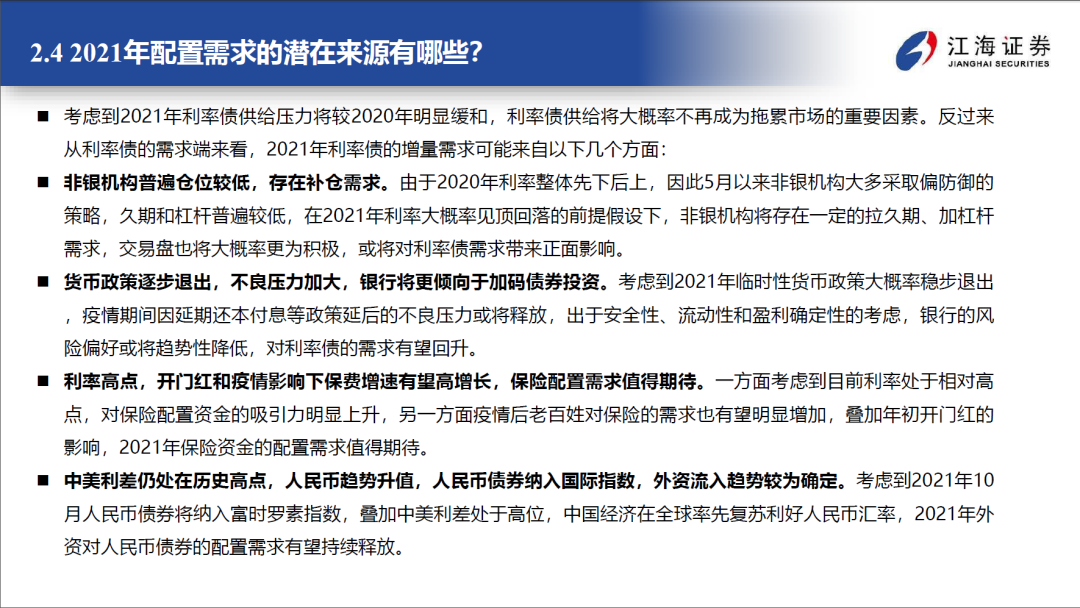 2.4 2021年配置需求的潜在来源有哪些？
江海证券
JIANGHAI SECURITIES
■ 考虑到2021年利率债供给压力将较2020年明显缓和，利率债供给将大概率不再成为拖累市场的重要因素。反过来
从利率债的需求端来看，2021年利率债的增量需求可能来自以下几个方面：
■ 非银机构普遍仓位较低，存在补仓需求。由于2020年利率整体先下后上，因此5月以来非银机构大多采取偏防御的
策略，久期和杠杆普遍较低，在2021年利率大概率见顶回落的前提假设下，非银机构将存在一定的拉久期、加杠杆
需求，交易盘也将大概率更为积极，或将对利率债需求带来正面影响。
■ 货币政策逐步退出，不良压力加大，银行将更倾向于加码债券投资。考虑到2021年临时性货币政策大概率稳步退出
，疫情期间因延期还本付息等政策延后的不良压力或将释放，出于安全性、流动性和盈利确定性的考虑，银行的风
险偏好或将趋势性降低，对利率债的需求有望回升。
■ 利率高点，开门红和疫情影响下保费增速有望高增长，保险配置需求值得期待。一方面考虑到目前利率处于相对高
点，对保险配置资金的吸引力明显上升，另一方面疫情后老百姓对保险的需求也有望明显增加，叠加年初开门红的
影响，2021年保险资金的配置需求值得期待。
■ 中美利差仍处在历史高点，人民币趋势升值，人民币债券纳入国际指数，外资流入趋势较为确定。考虑到2021年10
月人民币债券将纳入富时罗素指数，叠加中美利差处于高位，中国经济在全球率先复苏利好人民币汇率，2021年外
资对人民币债券的配置需求有望持续释放。